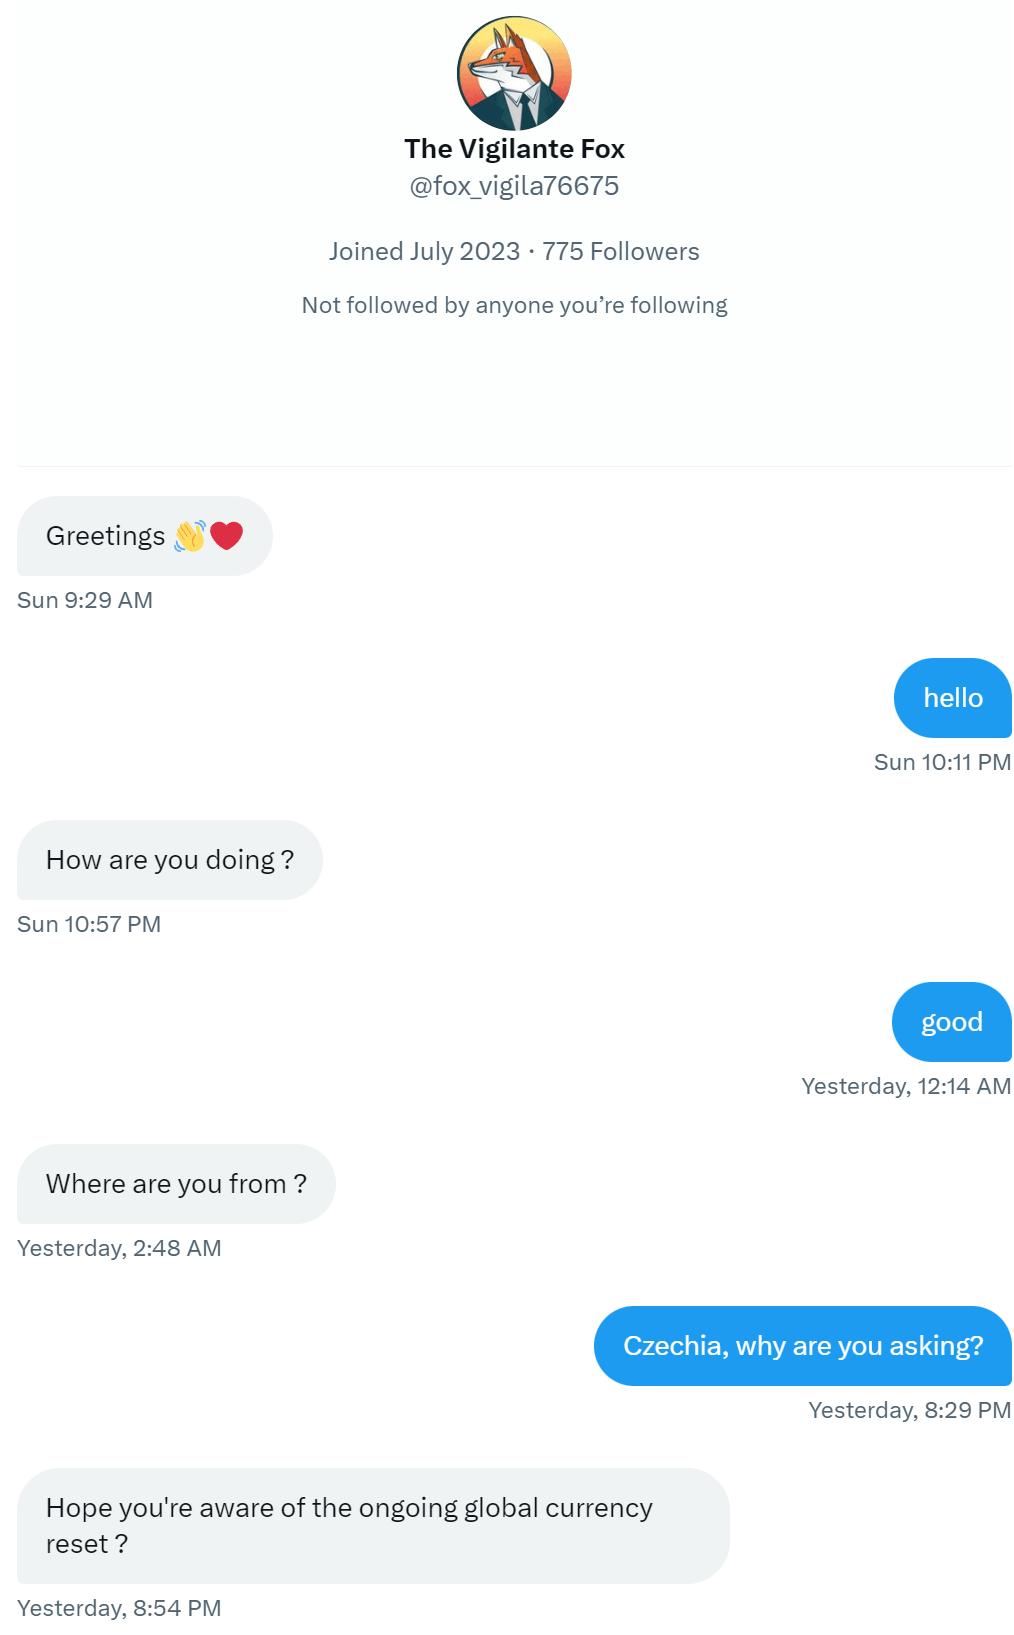 The Vigilante Fox
@fox_vigila76675
Joined July 2023 · 775 Followers
Not followed by anyone you’re following
Greetings 👋❤️
Sun 9:29 AM
hello
Sun 10:11 PM
How are you doing ?
Sun 10:57 PM
good
Yesterday, 12:14 AM
Where are you from ?
Yesterday, 2:48 AM
Czechia, why are you asking?
Yesterday, 8:29 PM
Hope you're aware of the ongoing global currency
reset ?
Yesterday, 8:54 PM